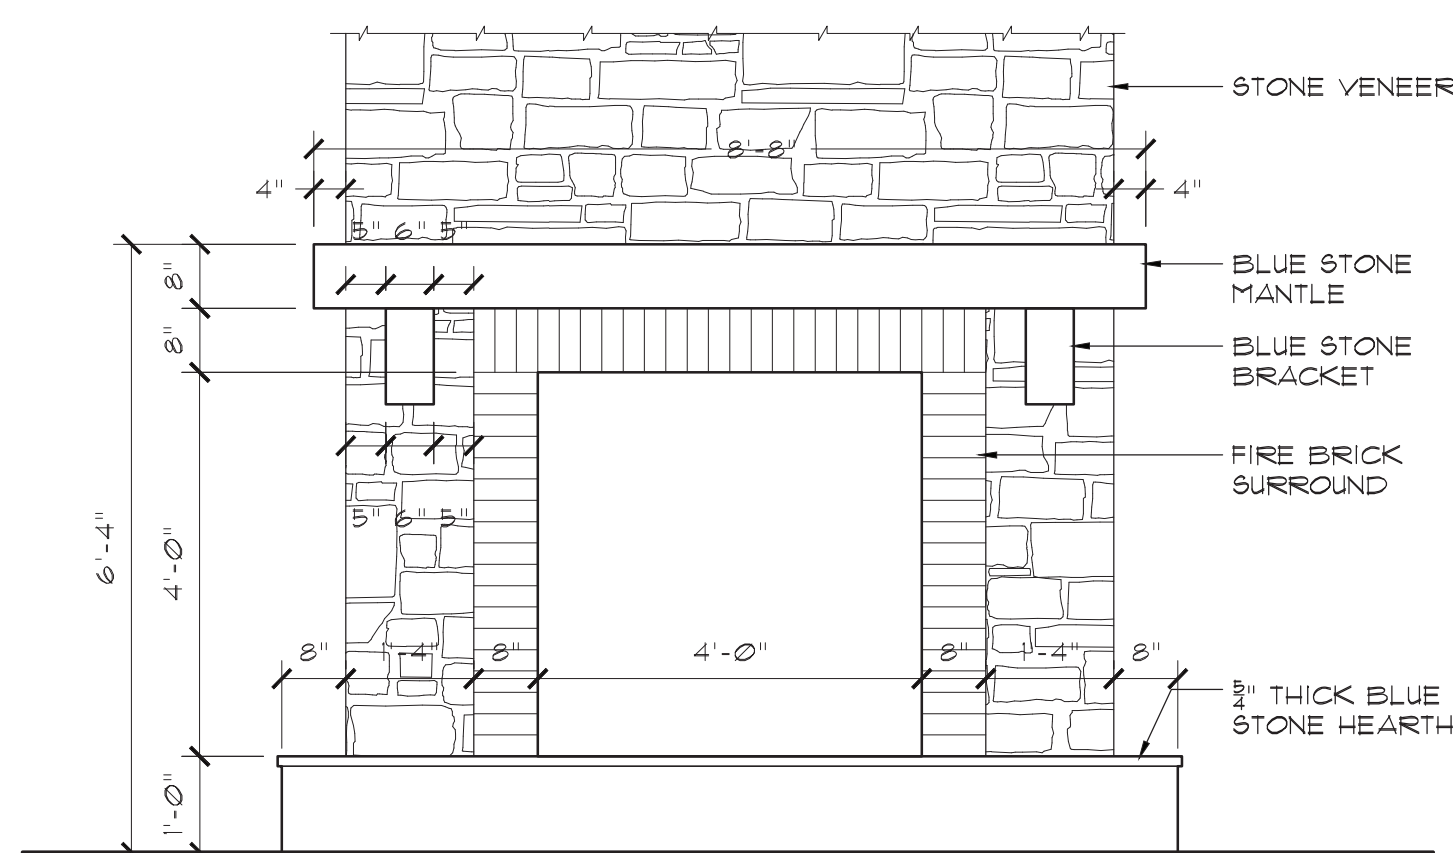 STONE VENEER
8'-8"
4"
4"
5" 6" 5"
8"
BLUE STONE
MANTLE
8"
BLUE STONE
BRACKET
FIRE BRICK
SURROUND
5" 6" 5"
6'-4"
4'-0"
8" 1'-4" 8" 4'-0" 8" 1'-4" 8"
5/4" THICK BLUE
STONE HEARTH
1'-0"